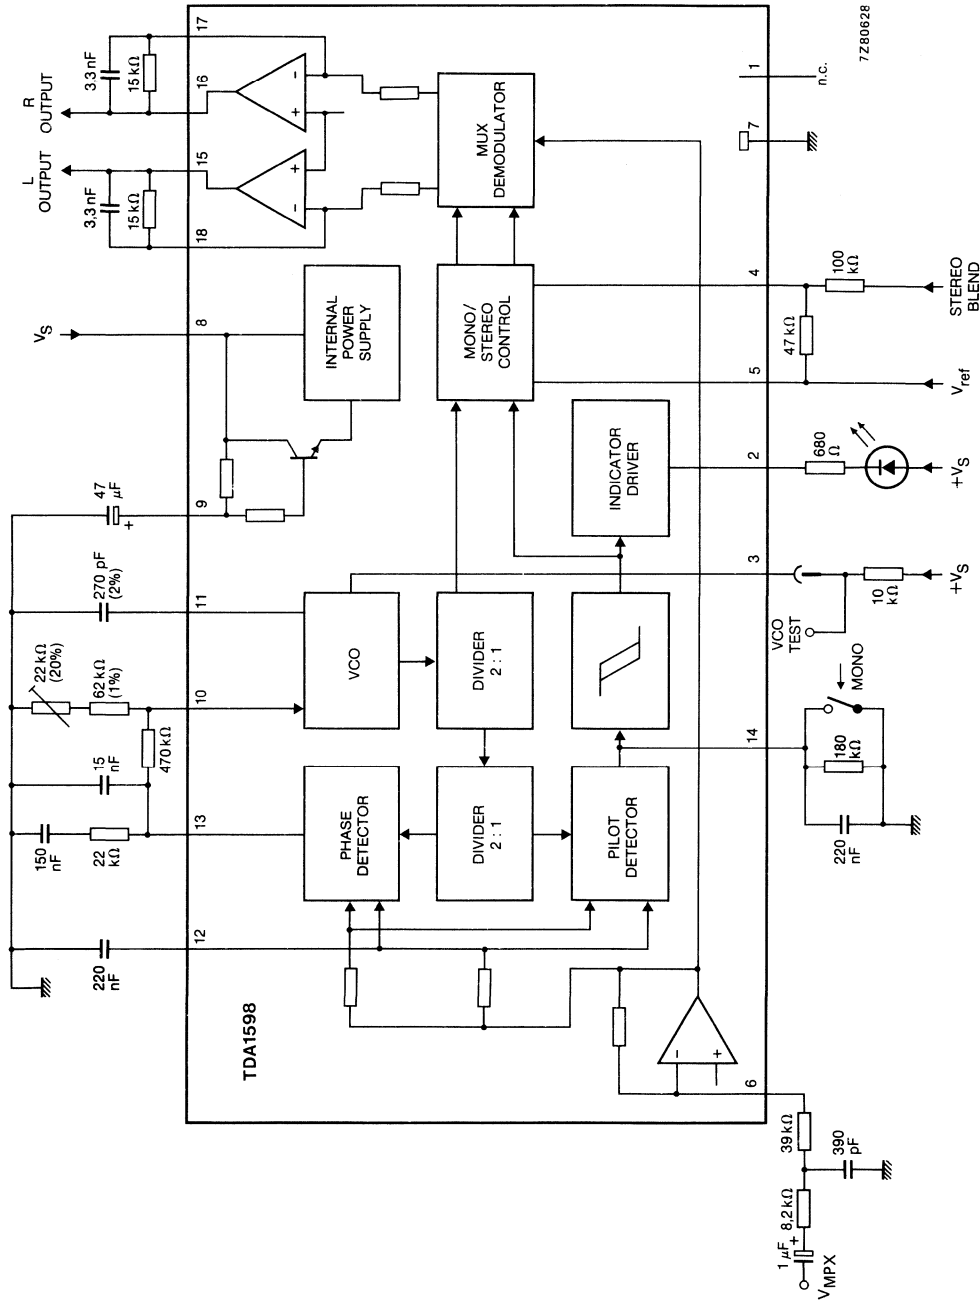 17
16
15
18
8
9
11
10
13
12
3.3 nF
15 kΩ
R
OUTPUT
L
OUTPUT
3,3 nF
15 kΩ
VS
47
μF
+
270 pF
(2%)
22 kΩ
(20%)
62 kΩ
(1%)
470 kΩ
15
nF
150
nF
22
kΩ
220
nF
-
+
+
-
MUX
DEMODULATOR
INTERNAL
POWER
SUPPLY
MONO/
STEREO
CONTROL
INDICATOR
DRIVER
VCO
DIVIDER
2 : 1
PHASE
DETECTOR
DIVIDER
2 : 1
PILOT
DETECTOR
TDA1598
-
+
1
7
4
5
2
3
14
6
n.c.
7Z80628
100
kΩ
47 kΩ
STEREO
BLEND
Vref
680
Ω
+VS
VCO
TEST
10
kΩ
+VS
MONO
180
kΩ
220
nF
39 kΩ
390
pF
8,2 kΩ
1 μF
+
VMPX